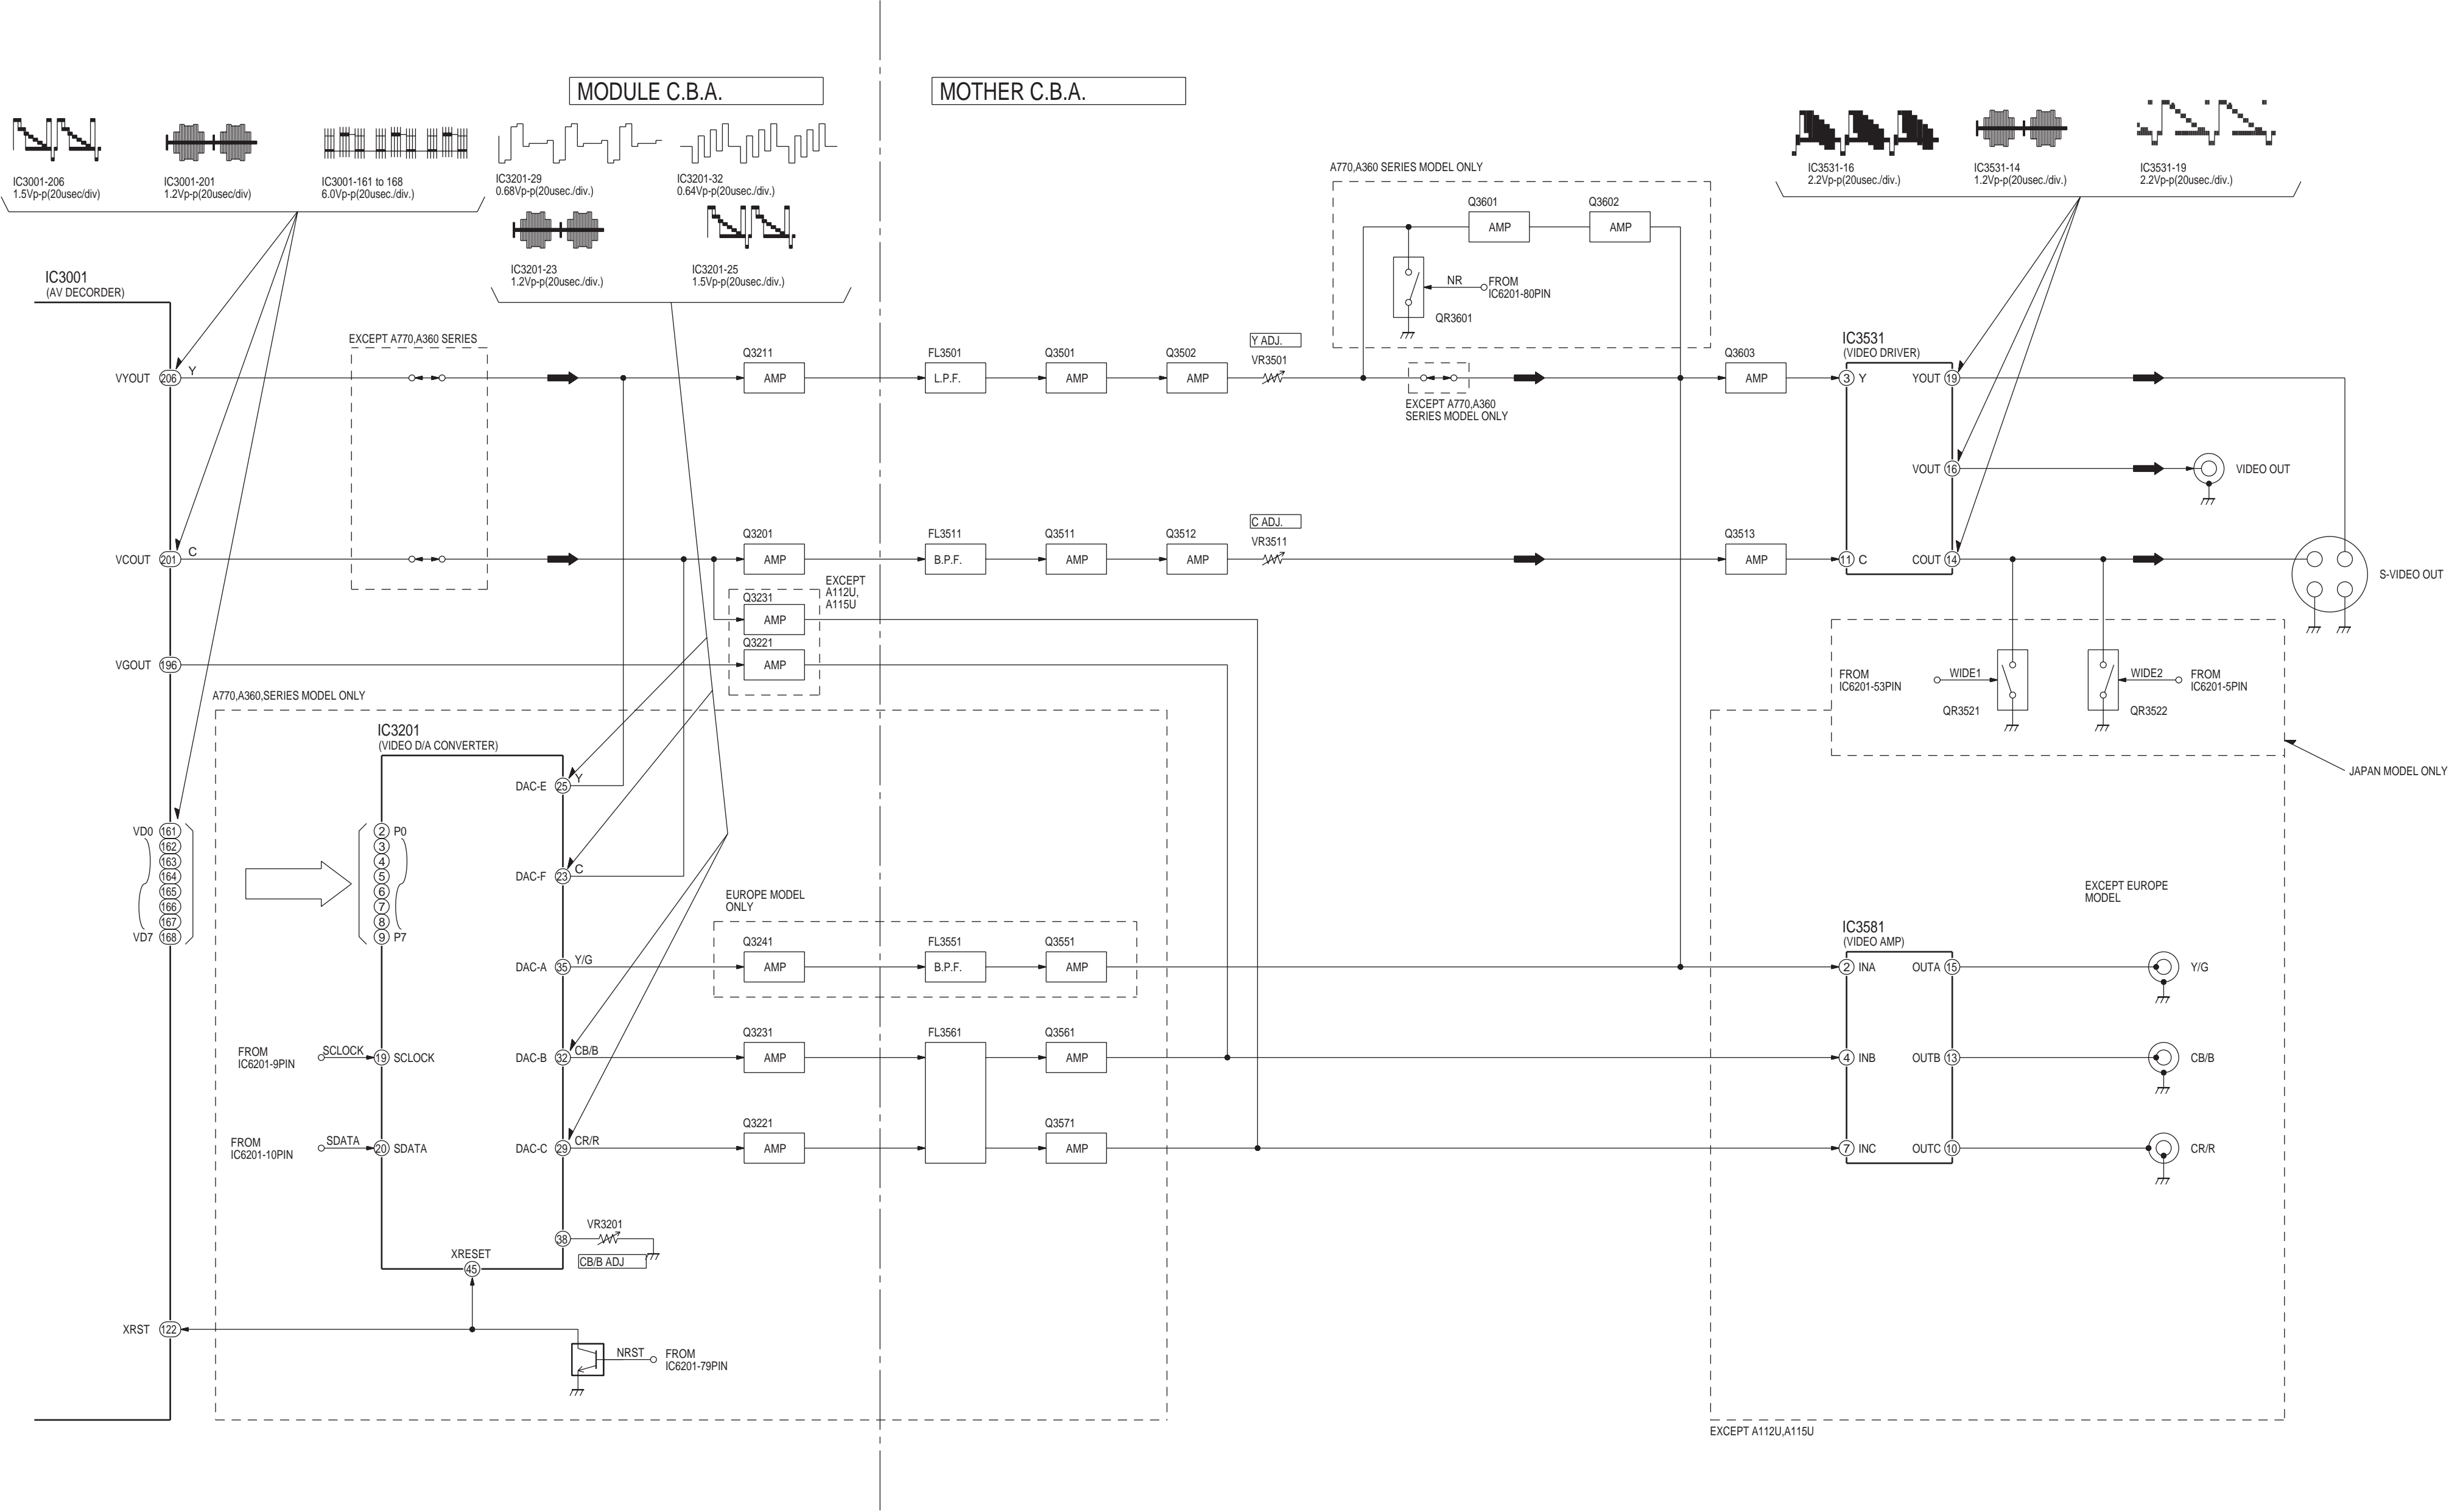 MODULE C.B.A.
MOTHER C.B.A.
IC3001-206
1.5Vp-p(20usec/div)
IC3001-201
1.2Vp-p(20usec/div)
IC3001-161 to 168
6.0Vp-p(20usec./div.)
IC3201-29
0.68Vp-p(20usec./div.)
IC3201-32
0.64Vp-p(20usec./div.)
IC3201-23
1.2Vp-p(20usec./div.)
IC3201-25
1.5Vp-p(20usec./div.)
IC3531-16
2.2Vp-p(20usec./div.)
IC3531-14
1.2Vp-p(20usec./div.)
IC3531-19
2.2Vp-p(20usec./div.)
A770,A360 SERIES MODEL ONLY
Q3601
AMP
Q3602
AMP
NR
FROM
IC6201-80PIN
QR3601
IC3001
(AV DECORDER)
EXCEPT A770,A360 SERIES
VYOUT
206
Y
Q3211
AMP
FL3501
L.P.F.
Q3501
AMP
Q3502
AMP
Y ADJ.
VR3501
EXCEPT A770,A360
SERIES MODEL ONLY
Q3603
AMP
IC3531
(VIDEO DRIVER)
3
Y
YOUT
19
VOUT
16
VIDEO OUT
VCOUT
201
C
Q3201
AMP
FL3511
B.P.F.
Q3511
AMP
Q3512
AMP
C ADJ.
VR3511
Q3513
AMP
11
C
COUT
14
S-VIDEO OUT
EXCEPT
A112U,
A115U
Q3231
AMP
Q3221
AMP
VGOUT
196
FROM
IC6201-53PIN
WIDE1
QR3521
WIDE2
FROM
IC6201-5PIN
QR3522
JAPAN MODEL ONLY
A770,A360,SERIES MODEL ONLY
IC3201
(VIDEO D/A CONVERTER)
DAC-E
25
Y
VD0
161
162
163
164
165
166
167
VD7
168
2
P0
3
4
5
6
7
8
9
P7
DAC-F
23
C
EUROPE MODEL
ONLY
EXCEPT EUROPE
MODEL
DAC-A
35
Y/G
Q3241
AMP
FL3551
B.P.F.
Q3551
AMP
IC3581
(VIDEO AMP)
2
INA
OUTA
15
Y/G
FROM
IC6201-9PIN
SCLOCK
19
SCLOCK
DAC-B
32
CB/B
Q3231
AMP
FL3561
Q3561
AMP
4
INB
OUTB
13
CB/B
FROM
IC6201-10PIN
SDATA
20
SDATA
DAC-C
29
CR/R
Q3221
AMP
Q3571
AMP
7
INC
OUTC
10
CR/R
38
VR3201
CB/B ADJ
XRESET
45
XRST
122
NRST
FROM
IC6201-79PIN
EXCEPT A112U,A115U